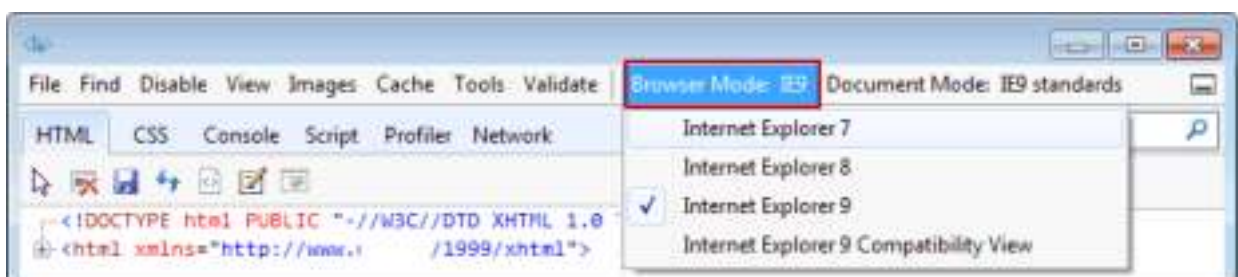 File Find Disable View Images Cache Tools Validate Browser Mode: IE9 Document Mode: IE9 standards
HTML CSS Console Script Profiler Network
Internet Explorer 7
Internet Explorer 8
Internet Explorer 9
Internet Explorer 9 Compatibility View
<!DOCTYPE html PUBLIC "-//W3C//DTD XHTML 1.0
<html xmlns="http://www. /1999/xhtml">